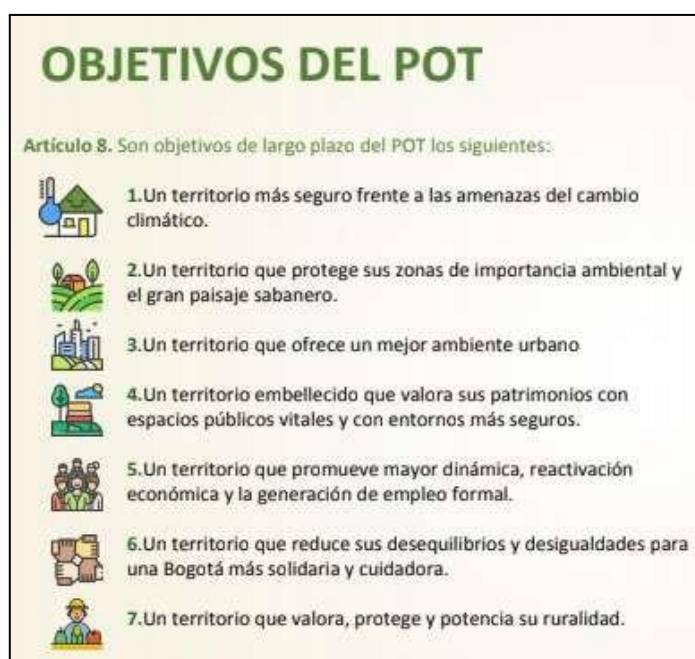 OBJETIVOS DEL POT
Artículo 8. Son objetivos de largo plazo del POT los siguientes:
1.Un territorio más seguro frente a las amenazas del cambio
climático.
2.Un territorio que protege sus zonas de importancia ambiental y
el gran paisaje sabanero.
3.Un territorio que ofrece un mejor ambiente urbano
4.Un territorio embellecido que valora sus patrimonios con
espacios públicos vitales y con entornos más seguros.
5.Un territorio que promueve mayor dinámica, reactivación
económica y la generación de empleo formal.
6.Un territorio que reduce sus desequilibrios y desigualdades para
una Bogotá más solidaria y cuidadora.
7.Un territorio que valora, protege y potencia su ruralidad.